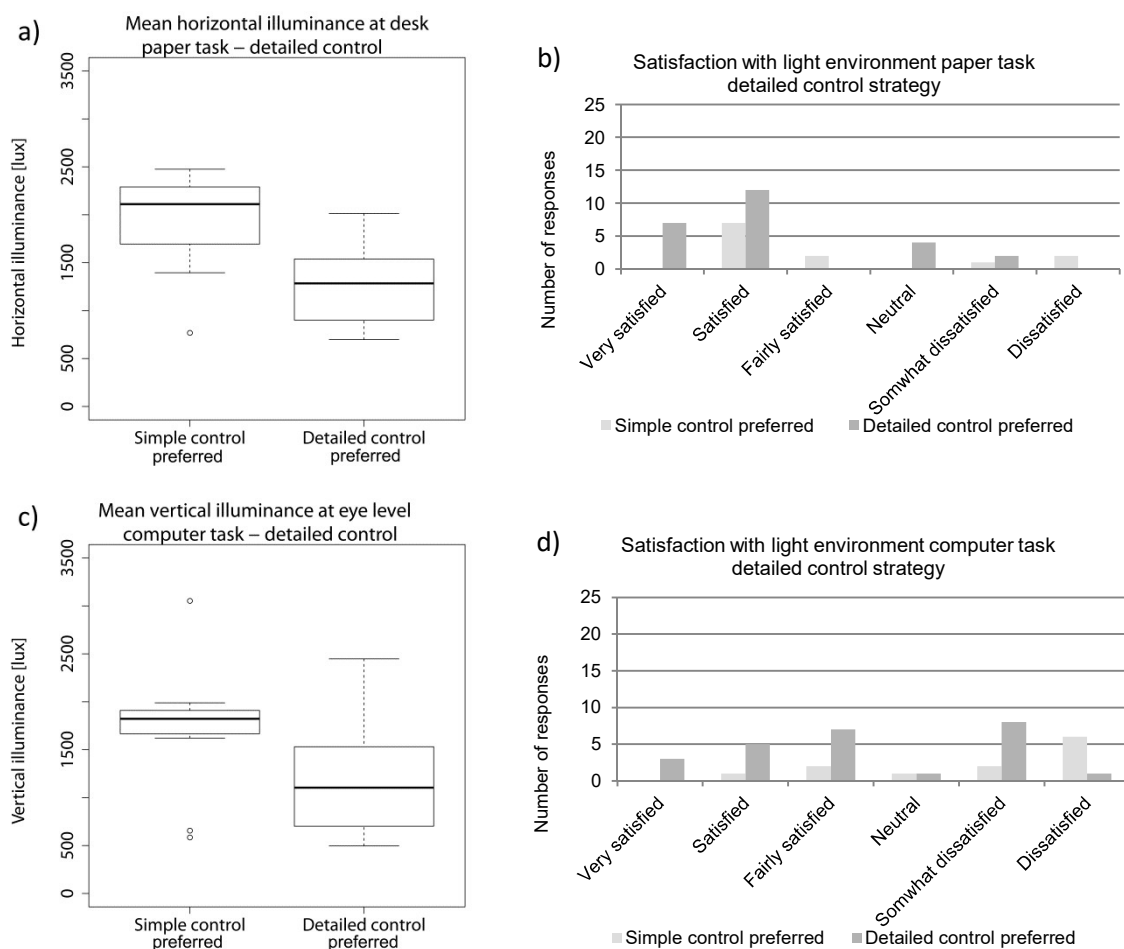 a)
Mean horizontal illuminance at desk
paper task – detailed control
Horizontal illuminance [lux]
3500
2500
1500
500
0
Simple control
preferred
Detailed control
preferred
b)
Satisfaction with light environment paper task
detailed control strategy
Number of responses
25
20
15
10
5
0
Very satisfied
Satisfied
Fairly satisfied
Neutral
Somwhat dissatisfied
Dissatisfied
Simple control preferred
Detailed control preferred
c)
Mean vertical illuminance at eye level
computer task – detailed control
Vertical illuminance [lux]
3500
2500
1500
500
0
Simple control
preferred
Detailed control
preferred
d)
Satisfaction with light environment computer task
detailed control strategy
Number of responses
25
20
15
10
5
0
Very satisfied
Satisfied
Fairly satisfied
Neutral
Somwhat dissatisfied
Dissatisfied
Simple control preferred
Detailed control preferred